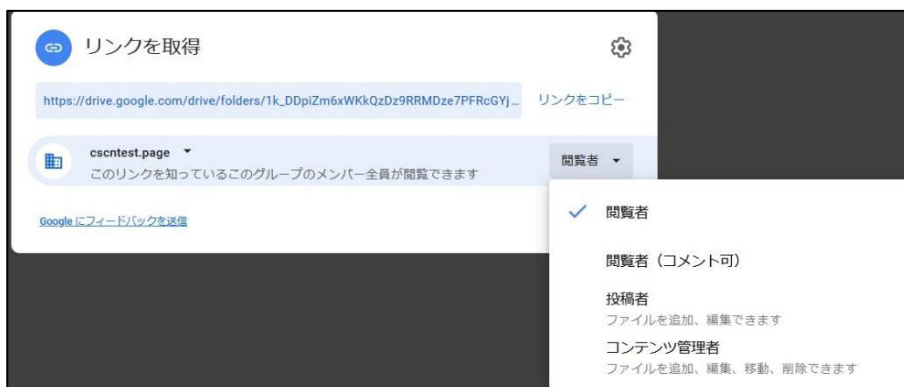 リンクを取得
https://drive.google.com/drive/folders/1k_DDpiZm6xWKkQzDz9RRMDze7PFRcGYj...
リンクをコピー
cscntest.page
このリンクを知っているこのグループのメンバー全員が閲覧できます
閲覧者
Google にフィードバックを送信
閲覧者
閲覧者（コメント可）
投稿者
ファイルを追加、編集できます
コンテンツ管理者
ファイルを追加、編集、移動、削除できます